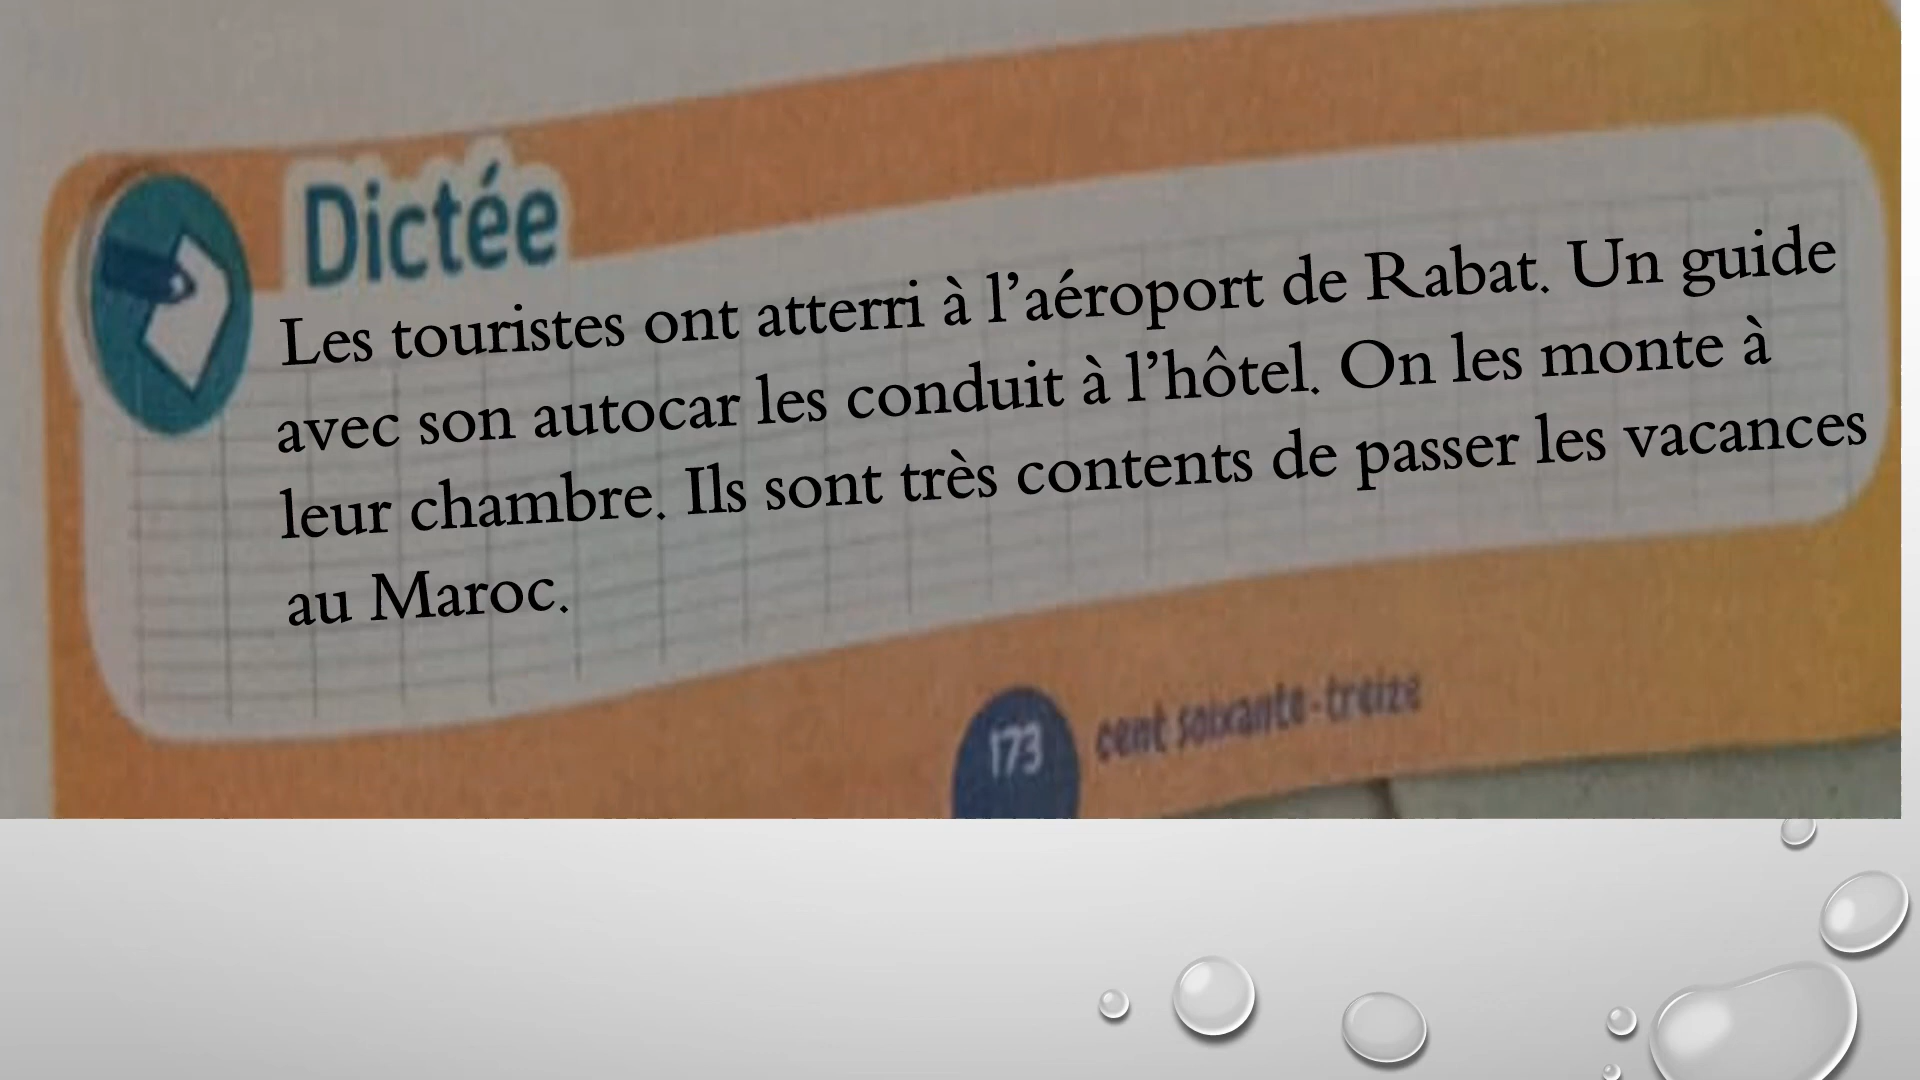 Dictée
Les touristes ont atterri à l’aéroport de Rabat. Un guide
avec son autocar les conduit à l’hôtel. On les monte à
leur chambre. Ils sont très contents de passer les vacances
au Maroc.
173 cent soixante-treize